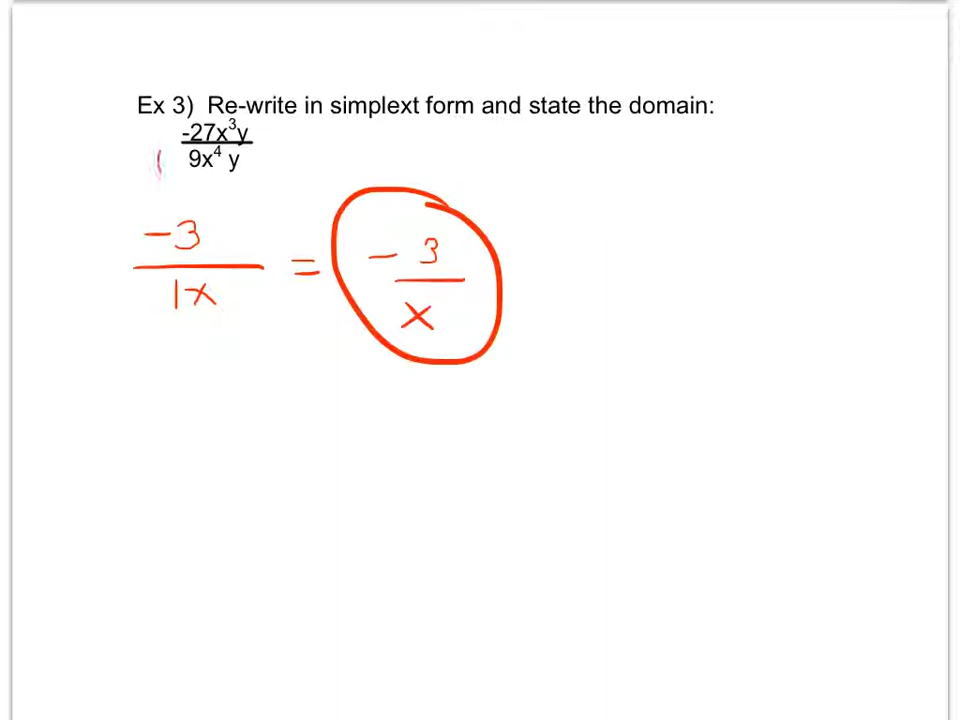 Ex 3) Re-write in simplext form and state the domain:
-27x³y
9x⁴ y
-3 = - 3
1x x